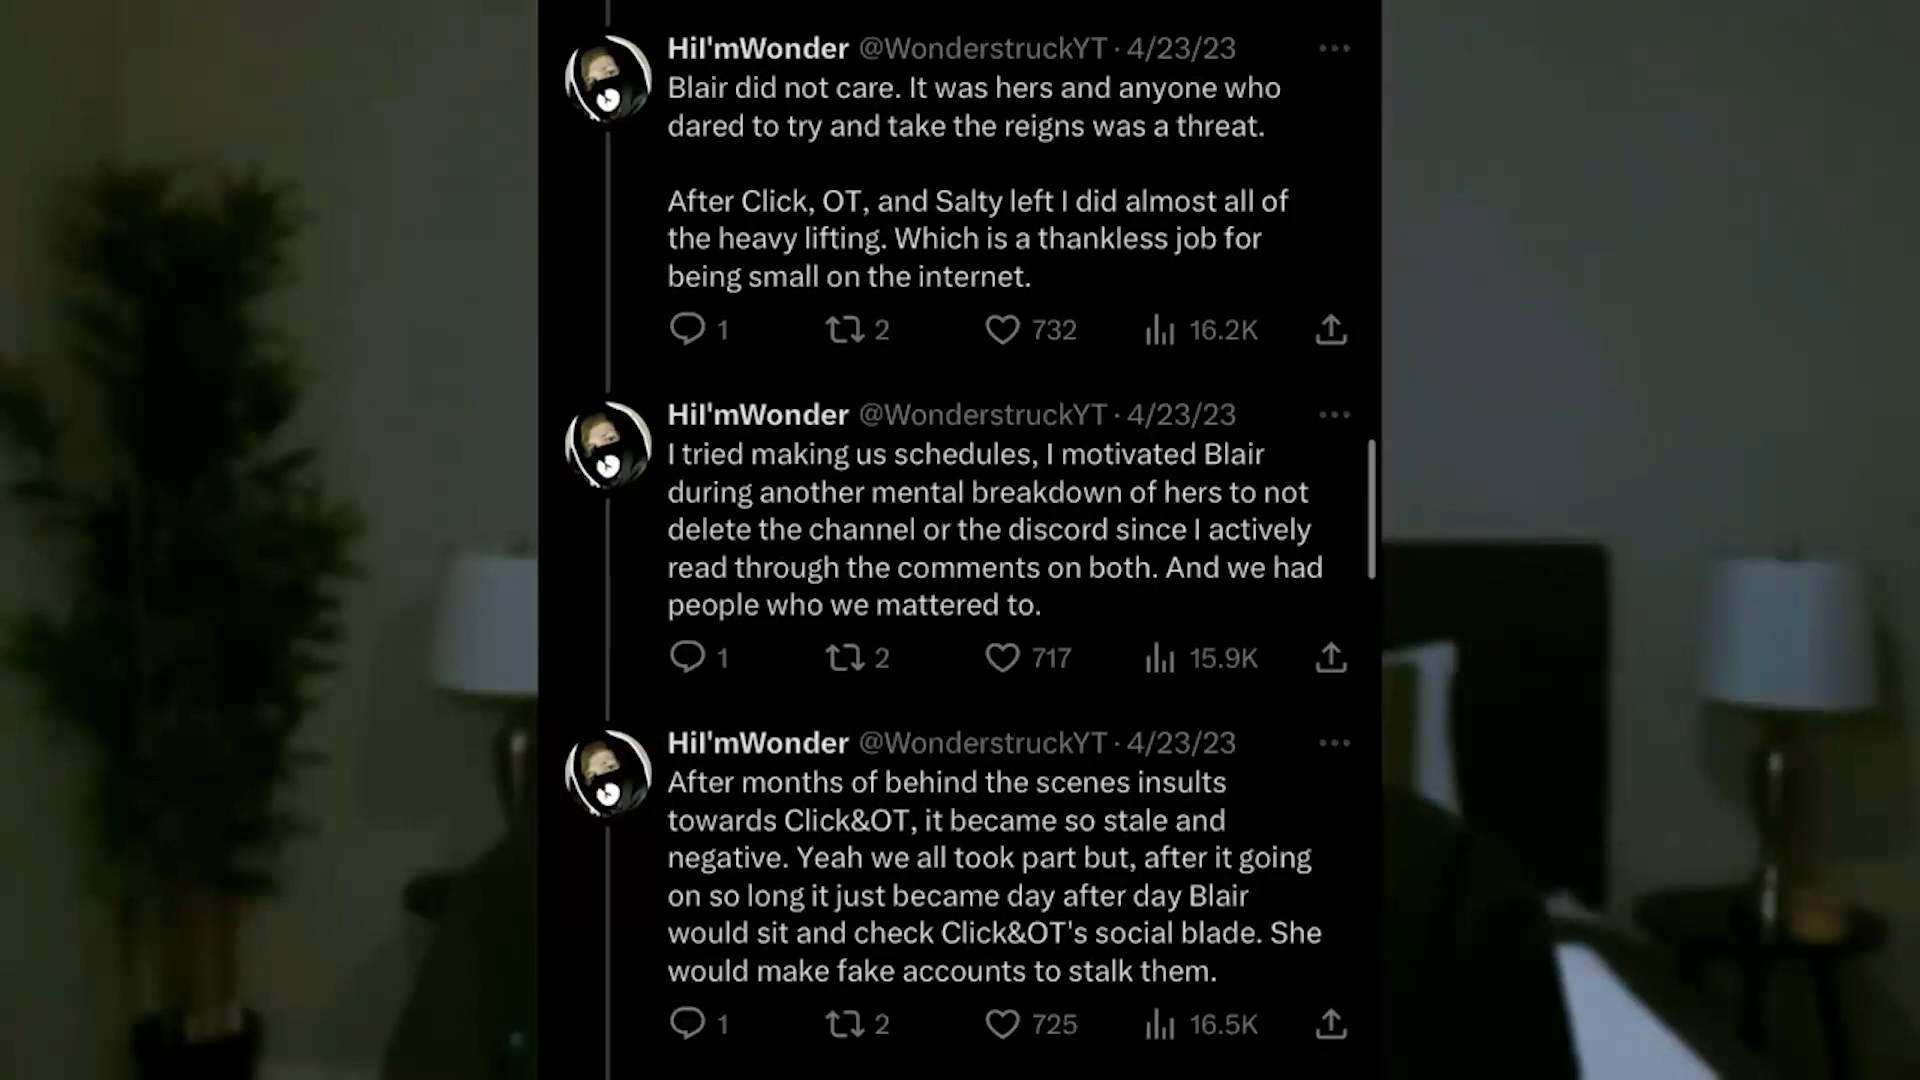 HiI'mWonder @WonderstruckYT · 4/23/23
Blair did not care. It was hers and anyone who
dared to try and take the reigns was a threat.
After Click, OT, and Salty left I did almost all of
the heavy lifting. Which is a thankless job for
being small on the internet.
1 2 732 16.2K
HiI'mWonder @WonderstruckYT · 4/23/23
I tried making us schedules, I motivated Blair
during another mental breakdown of hers to not
delete the channel or the discord since I actively
read through the comments on both. And we had
people who we mattered to.
1 2 717 15.9K
HiI'mWonder @WonderstruckYT · 4/23/23
After months of behind the scenes insults
towards Click&OT, it became so stale and
negative. Yeah we all took part but, after it going
on so long it just became day after day Blair
would sit and check Click&OT's social blade. She
would make fake accounts to stalk them.
1 2 725 16.5K